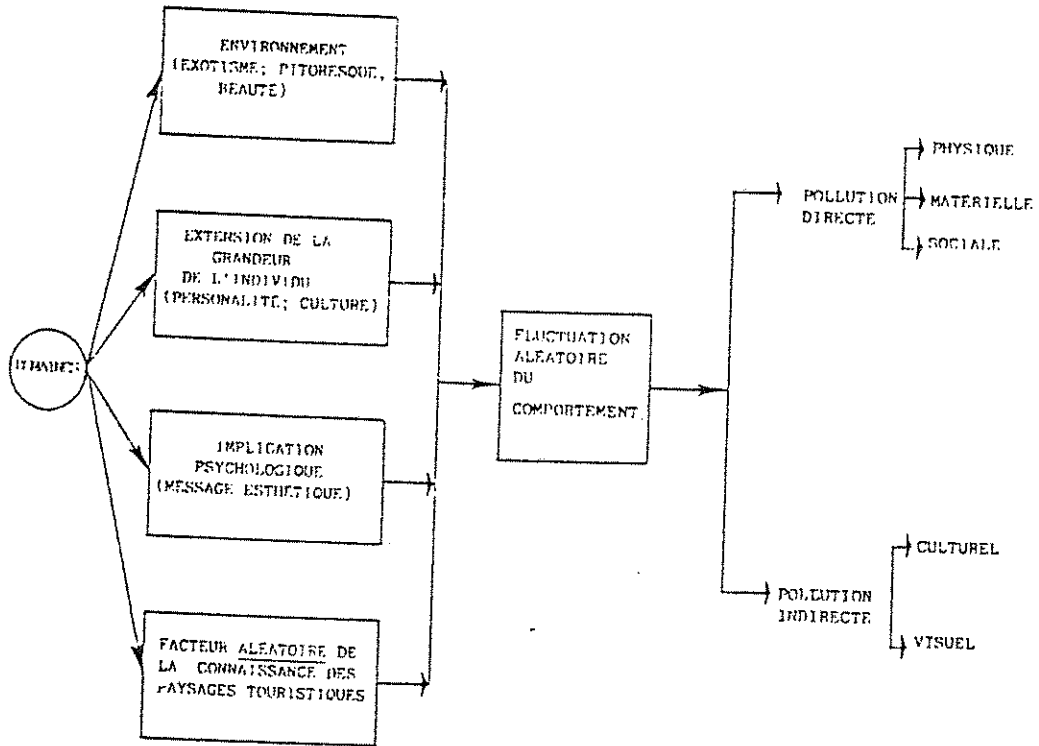 ENVIRONNEMENT
(EXOTISME; PITORESQUE,
BEAUTE)
EXTENSION DE LA
GRANDEUR
DE L'INDIVIDU
(PERSONALITÉ; CULTURE)
IMPLICATION
PSYCHOLOGIQUE
(MESSAGE ESTHETIQUE)
FACTEUR ALEATOIRE DE
LA CONNAISSANCE DES
PAYSAGES TOURISTIQUES
FLUCTUATION
ALEATOIRE
DU
COMPORTEMENT.
POLLUTION
DIRECTE
PHYSIQUE
MATERIELLE
SOCIALE
POLLUTION
INDIRECTE
CULTUREL
VISUEL